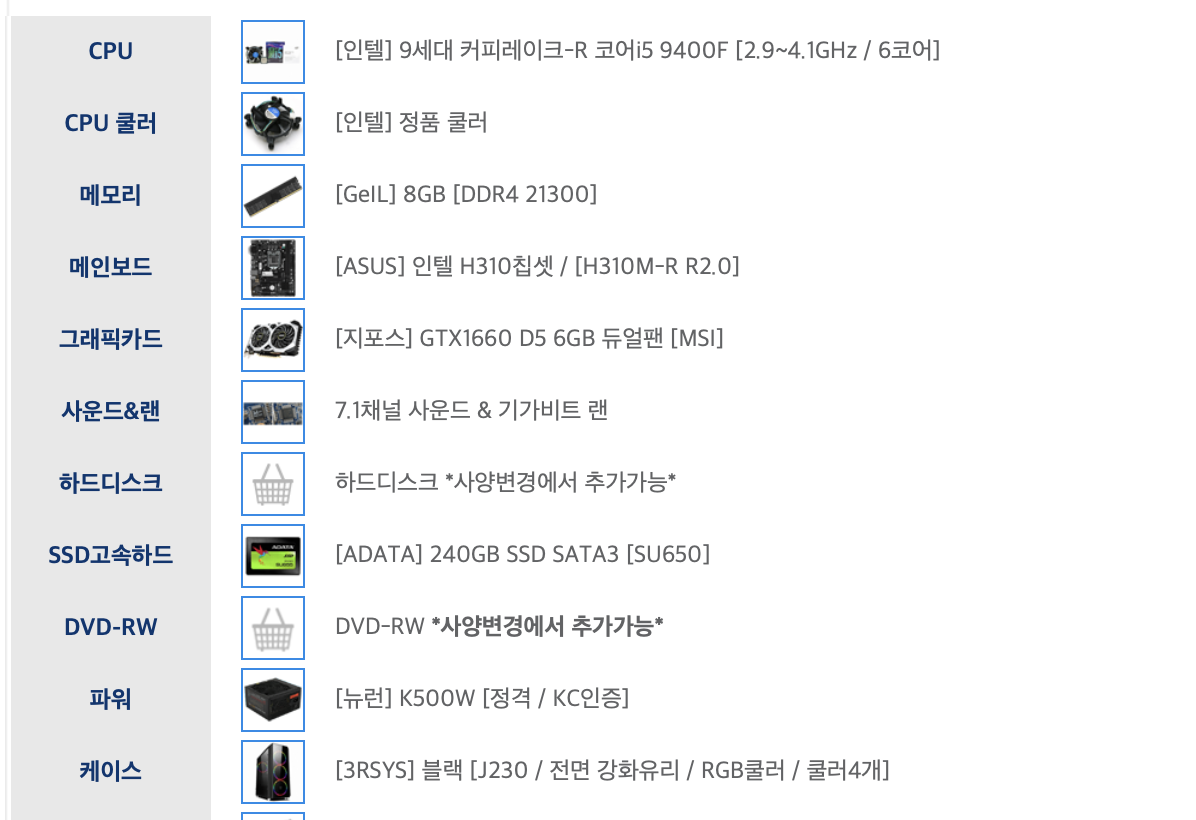 CPU
[인텔] 9세대 커피레이크-R 코어i5 9400F [2.9~4.1GHz / 6코어]
CPU 쿨러
[인텔] 정품 쿨러
메모리
[GeIL] 8GB [DDR4 21300]
메인보드
[ASUS] 인텔 H310칩셋 / [H310M-R R2.0]
그래픽카드
[지포스] GTX1660 D5 6GB 듀얼팬 [MSI]
사운드&랜
7.1채널 사운드 & 기가비트 랜
하드디스크
하드디스크 *사양변경에서 추가가능*
SSD고속하드
[ADATA] 240GB SSD SATA3 [SU650]
DVD-RW
DVD-RW *사양변경에서 추가가능*
파워
[뉴런] K500W [정격 / KC인증]
케이스
[3RSYS] 블랙 [J230 / 전면 강화유리 / RGB쿨러 / 쿨러4개]